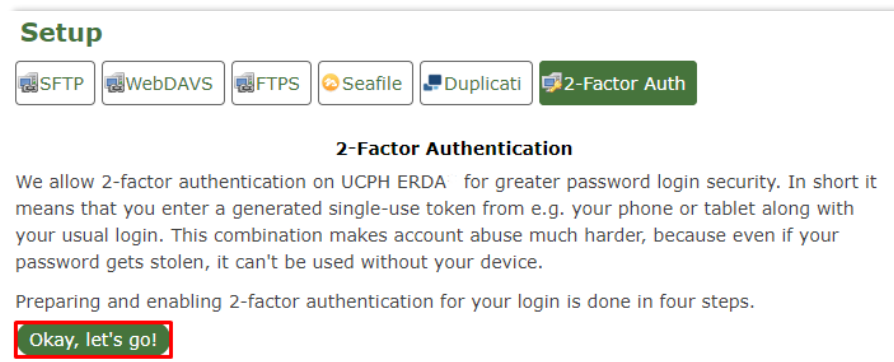 Setup
SFTP WebDAVS FTPS Seafile Duplicati 2-Factor Auth
2-Factor Authentication
We allow 2-factor authentication on UCPH ERDA for greater password login security. In short it
means that you enter a generated single-use token from e.g. your phone or tablet along with
your usual login. This combination makes account abuse much harder, because even if your
password gets stolen, it can't be used without your device.
Preparing and enabling 2-factor authentication for your login is done in four steps.
Okay, let's go!